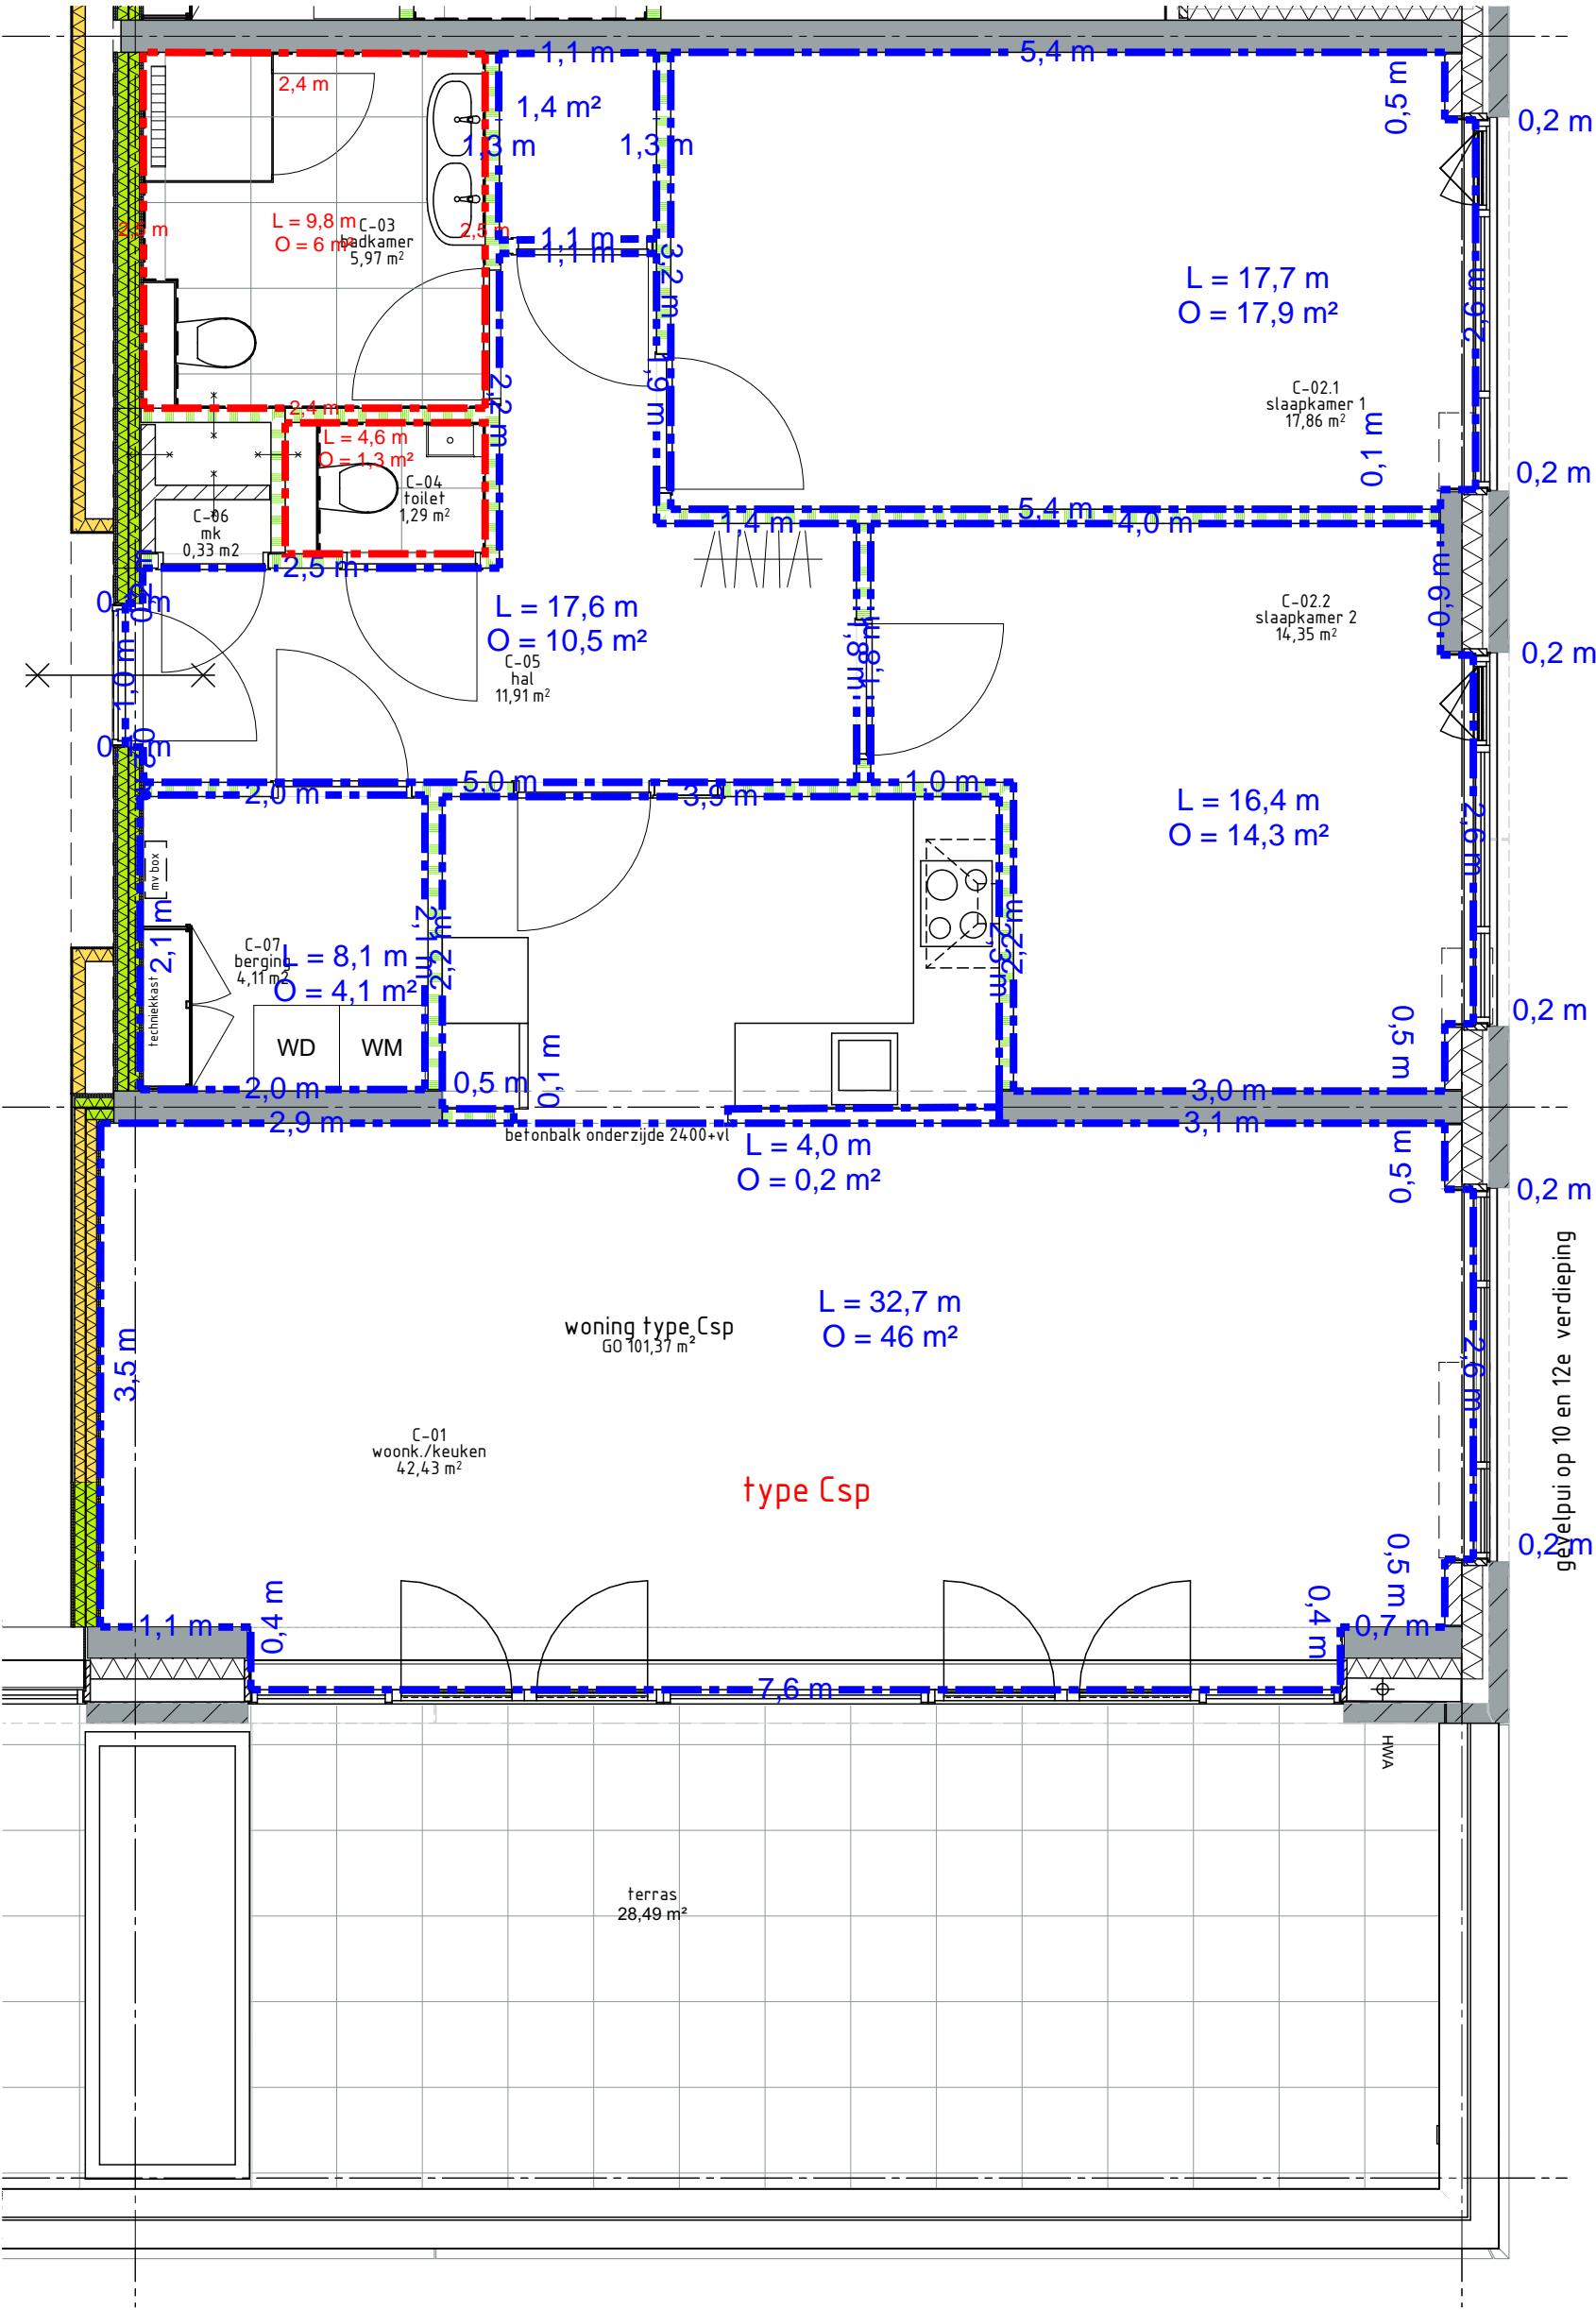 1,1 m
5,4 m
2,4 m
0,5 m
1,4 m²
0,2 m
1,3 m
1,3 m
L = 9,8 m
O = 6 m²
C-03
badkamer
5,97 m²
2,5 m
2,5 m
1,1 m
1,1 m
3,2 m
L = 17,7 m
O = 17,9 m²
2,6 m
C-02.1
slaapkamer 1
17,86 m²
1,9 m
2,2 m
2,4 m
L = 4,6 m
O = 1,3 m²
0,1 m
0,2 m
C-04
toilet
1,29 m²
C-06
mk
0,33 m2
1,4 m
5,4 m
4,0 m
2,5 m
0,9 m
L = 17,6 m
O = 10,5 m²
C-02.2
slaapkamer 2
14,35 m²
C-05
hal
11,91 m²
1,8 m
1,8 m
0,2 m
1,0 m
5,0 m
1,0 m
2,0 m
3,9 m
L = 16,4 m
O = 14,3 m²
2,6 m
mv box
2,1 m
2,1 m
2,2 m
2,3 m
2,2 m
C-07
berging
4,11 m2
L = 8,1 m
O = 4,1 m²
techniekkast
0,2 m
0,5 m
WD
WM
0,1 m
0,5 m
2,0 m
3,0 m
2,9 m
3,1 m
betonbalk onderzijde 2400+vl
L = 4,0 m
O = 0,2 m²
0,5 m
0,2 m
L = 32,7 m
O = 46 m²
woning type Csp
GO 101,37 m²
3,5 m
2,6 m
gevelpui op 10 en 12e verdieping
C-01
woonk./keuken
42,43 m²
type Csp
0,2 m
0,5 m
1,1 m
0,4 m
0,4 m
0,7 m
7,6 m
HWA
terras
28,49 m²